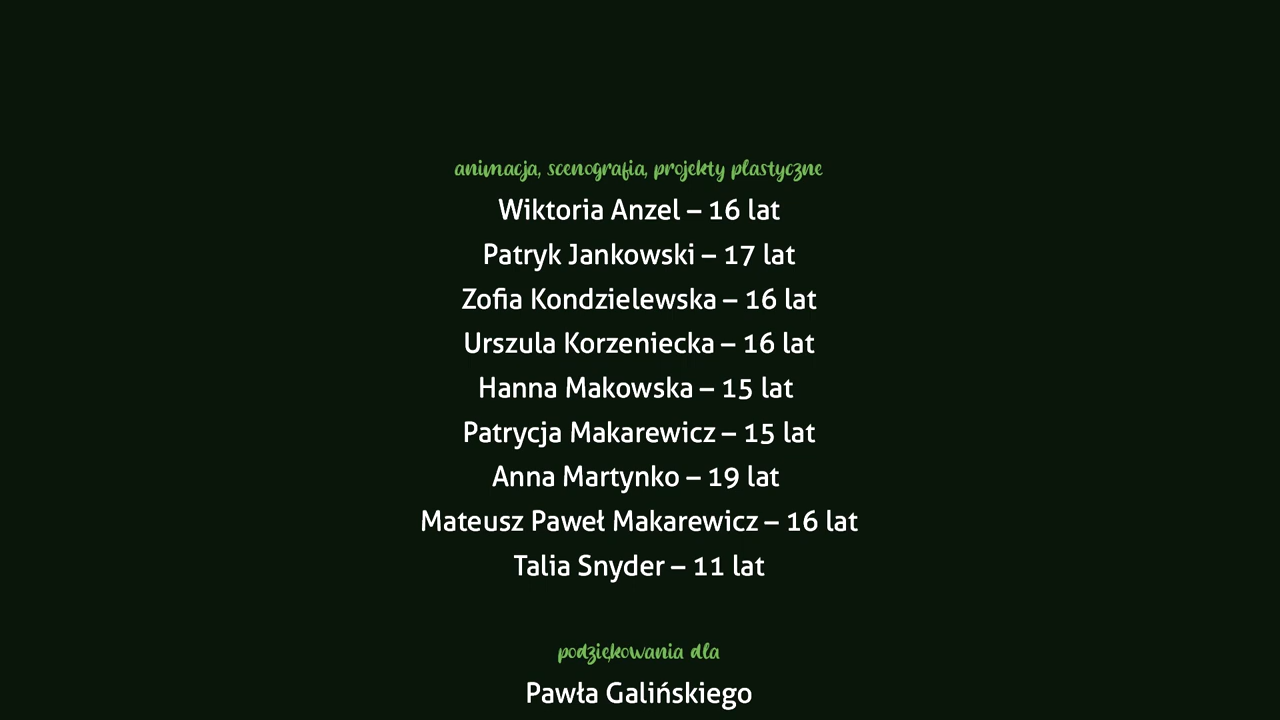 animacja, scenografia, projekty plastyczne
Wiktoria Anzel – 16 lat
Patryk Jankowski – 17 lat
Zofia Kondzielewska – 16 lat
Urszula Korzeniecka – 16 lat
Hanna Makowska – 15 lat
Patrycja Makarewicz – 15 lat
Anna Martynko – 19 lat
Mateusz Paweł Makarewicz – 16 lat
Talia Snyder – 11 lat
podziękowania dla
Pawła Galińskiego